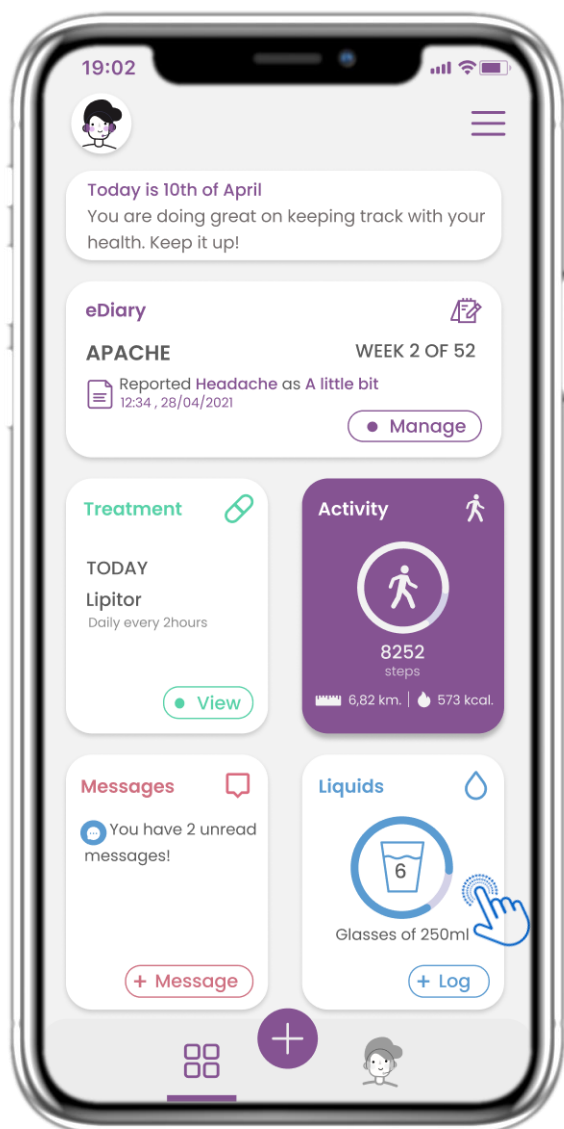 19:02
Today is 10th of April
You are doing great on keeping track with your
health. Keep it up!
eDiary
APACHE
WEEK 2 OF 52
Reported Headache as A little bit
12:34 , 28/04/2021
Manage
Treatment
TODAY
Lipitor
Daily every 2hours
View
Activity
8252
steps
6,82 km.
573 kcal.
Messages
You have 2 unread
messages!
+ Message
Liquids
6
Glasses of 250ml
+ Log